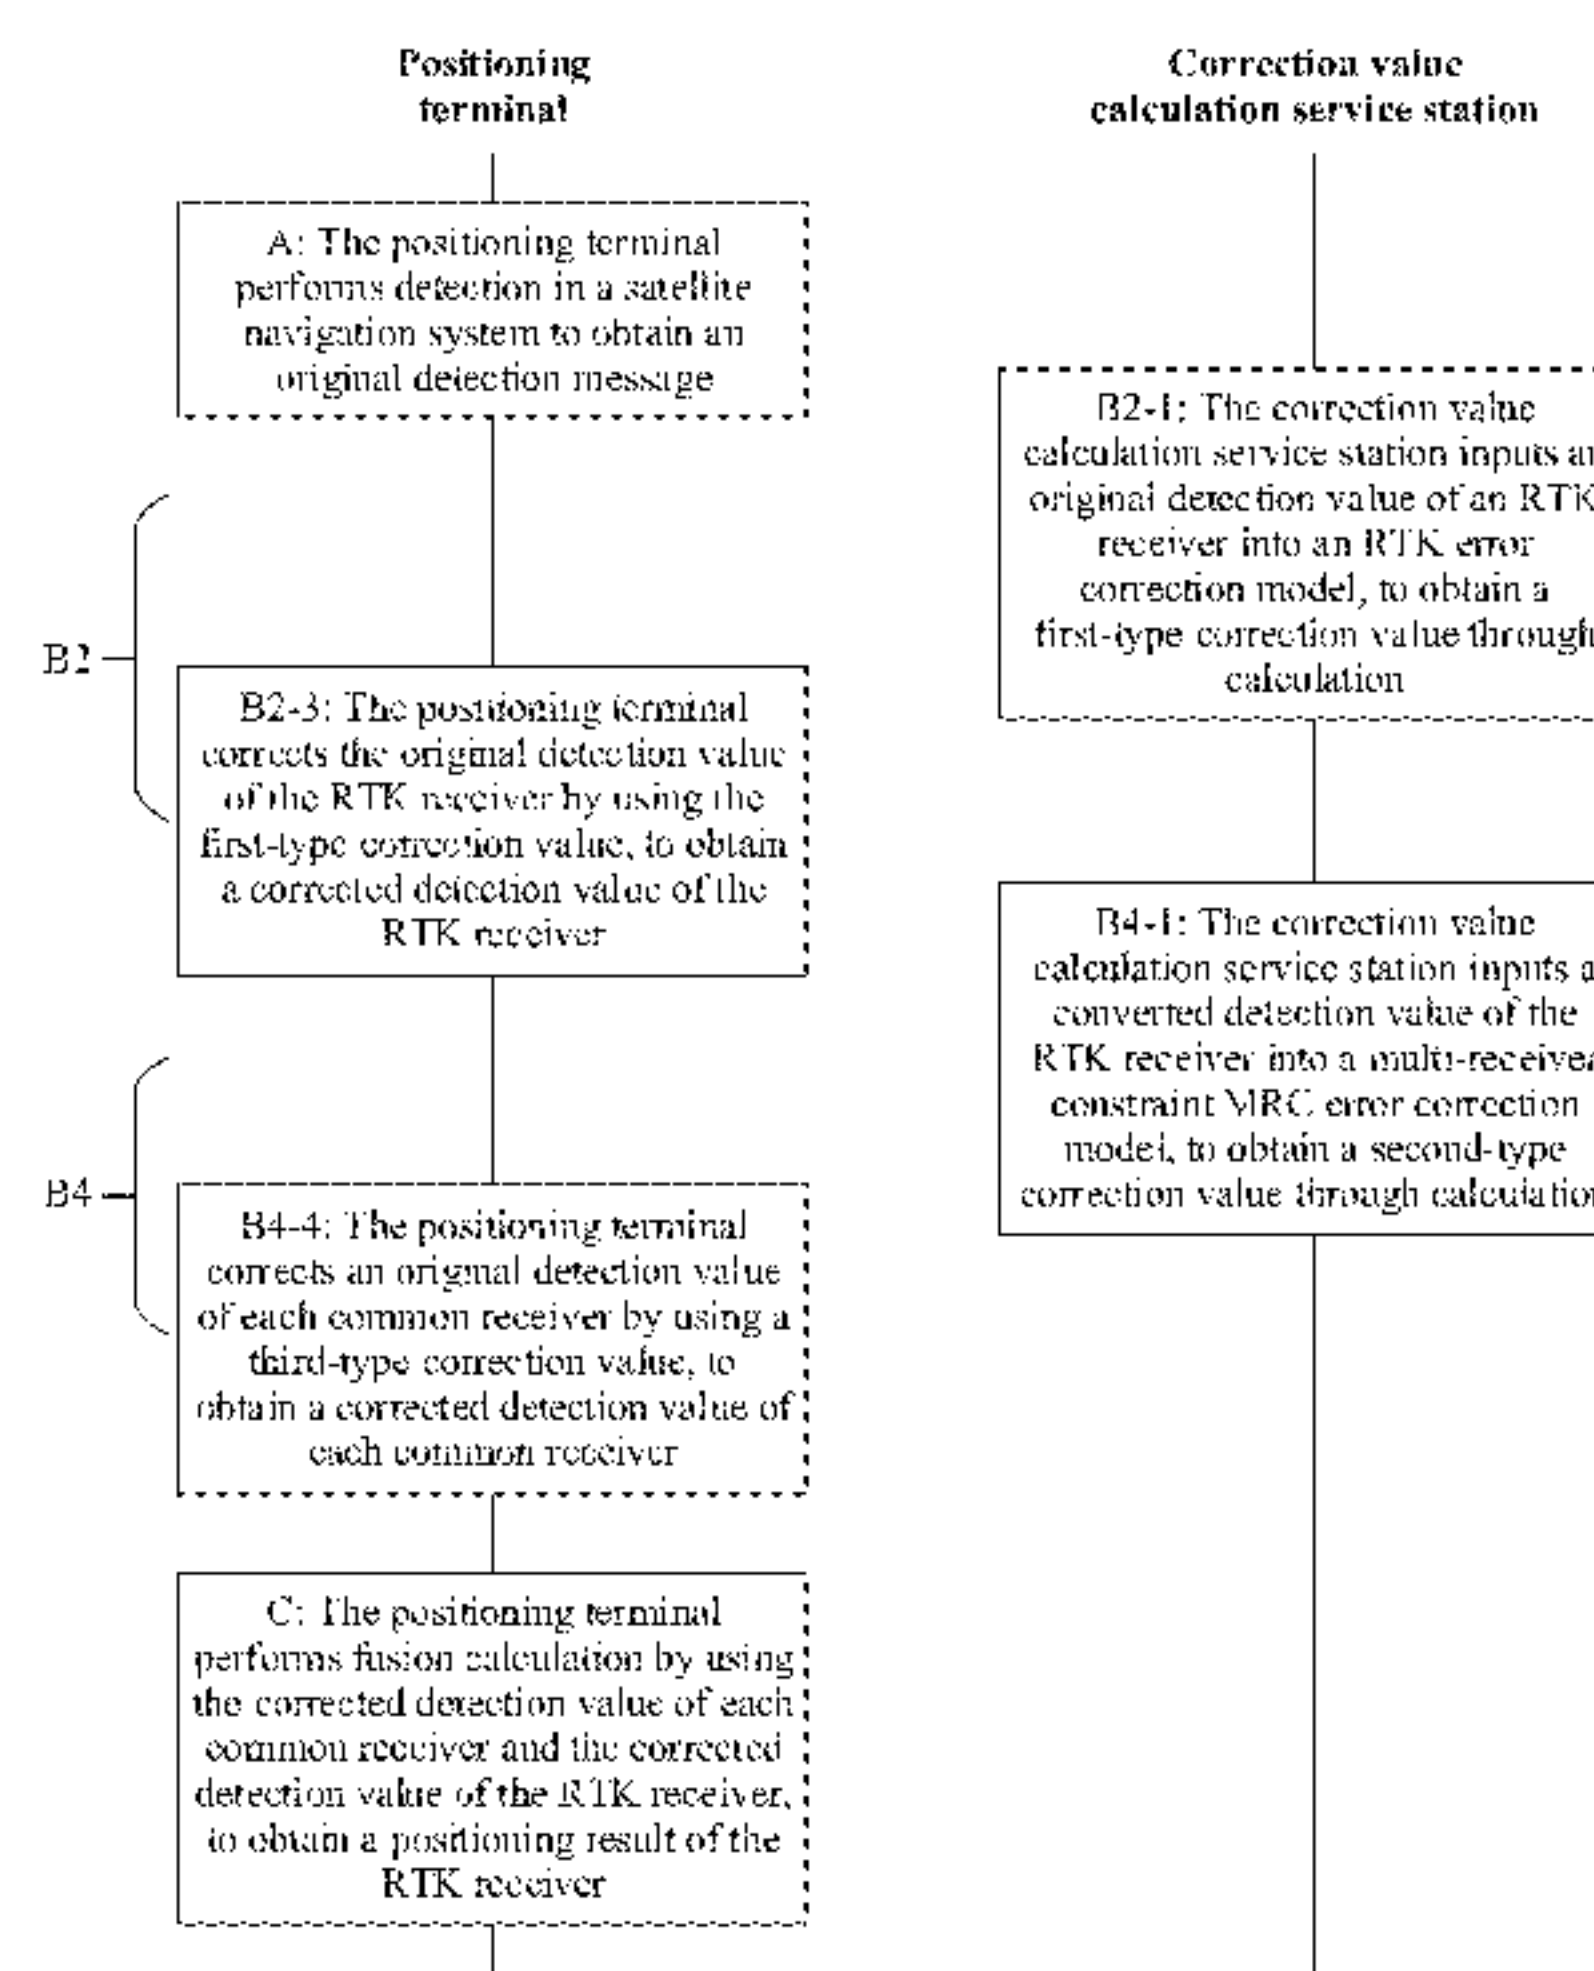 Positioning
terminal
Correction value
calculation service station
A: The positioning terminal
performs detection in a satellite
navigation system to obtain an
original detection message
B2-1: The correction value
calculation service station inputs an
original detection value of an RTK
receiver into an RTK error
correction model, to obtain a
first-type correction value through
calculation
B2
B2-3: The positioning terminal
corrects the original detection value
of the RTK receiver by using the
first-type correction value, to obtain
a corrected detection value of the
RTK receiver
B4-1: The correction value
calculation service station inputs a
converted detection value of the
RTK receiver into a multi-receiver
constraint MRC error correction
model, to obtain a second-type
correction value through calculation
B4
B4-4: The positioning terminal
corrects an original detection value
of each common receiver by using a
third-type correction value, to
obtain a corrected detection value of
each common receiver
C: The positioning terminal
performs fusion calculation by using
the corrected detection value of each
common receiver and the corrected
detection value of the RTK receiver,
to obtain a positioning result of the
RTK receiver